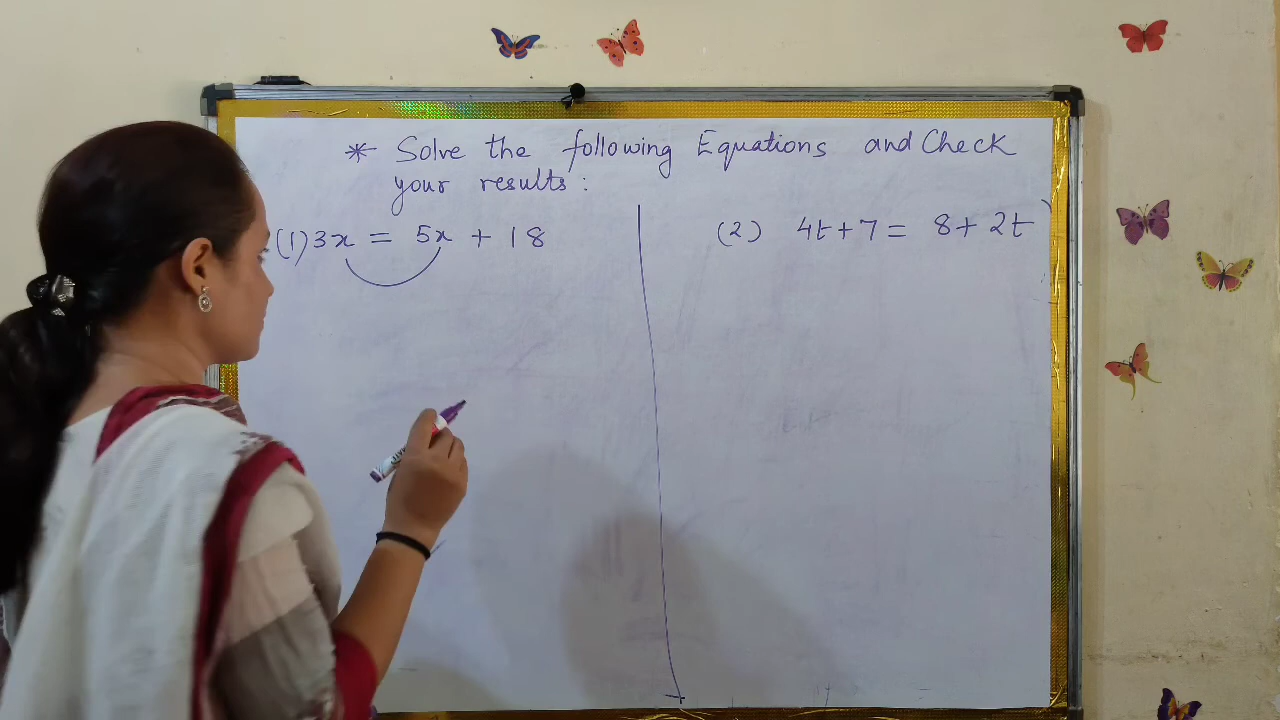 * Solve the following Equations and Check
your results:
(1) 3x = 5x + 18
(2) 4t + 7 = 8 + 2t